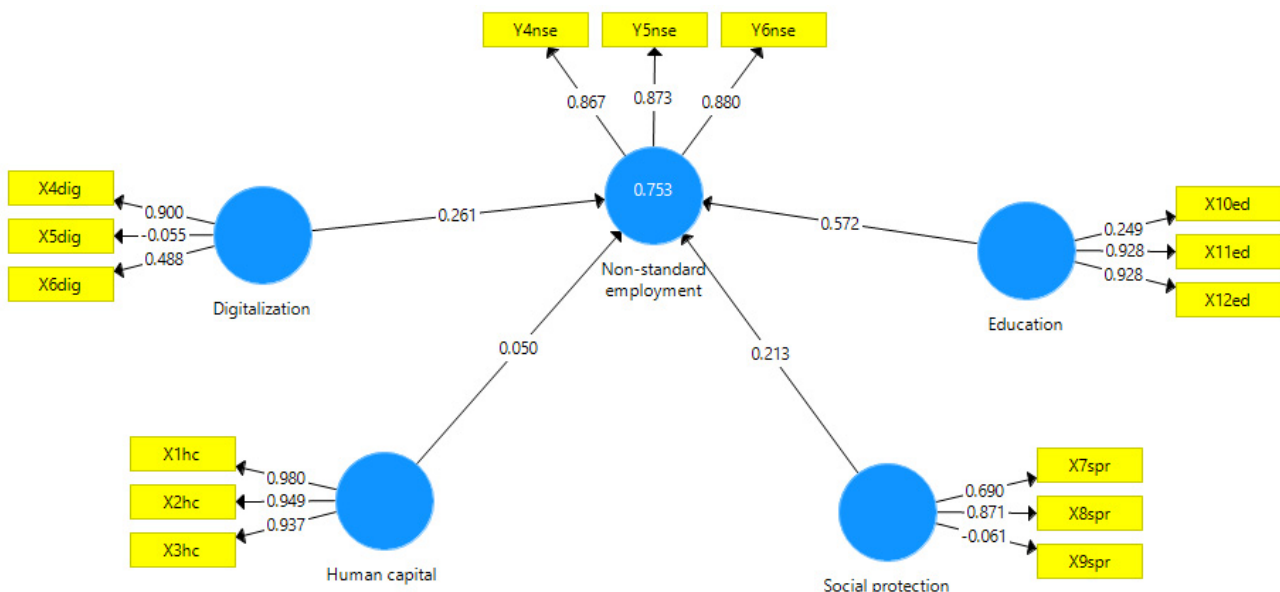 Y4nse
Y5nse
Y6nse
0.867
0.873
0.880
X4dig
X5dig
X6dig
0.900
-0.055
0.488
Digitalization
0.261
0.753
Non-standard
employment
0.572
0.249
0.928
0.928
X10ed
X11ed
X12ed
Education
0.050
0.213
X1hc
X2hc
X3hc
0.980
0.949
0.937
Human capital
0.690
0.871
-0.061
X7spr
X8spr
X9spr
Social protection